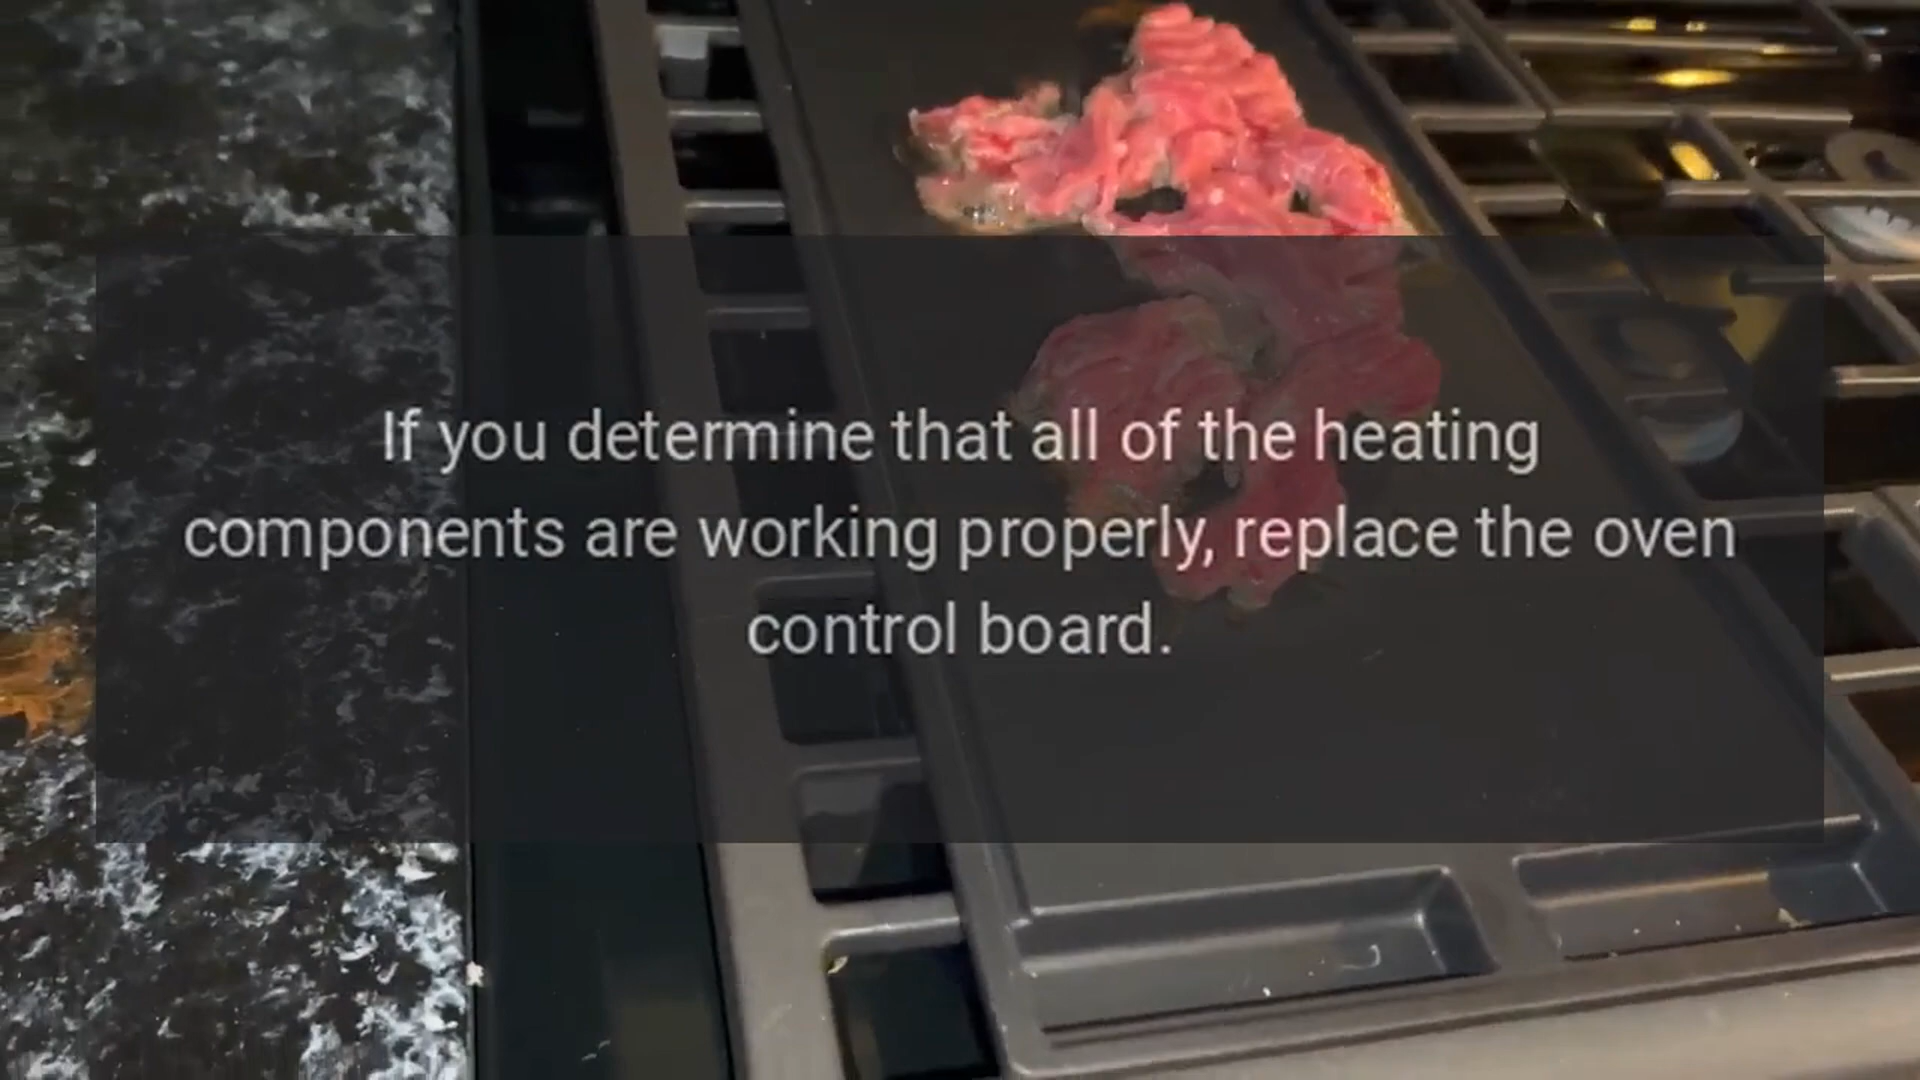 If you determine that all of the heating
components are working properly, replace the oven
control board.